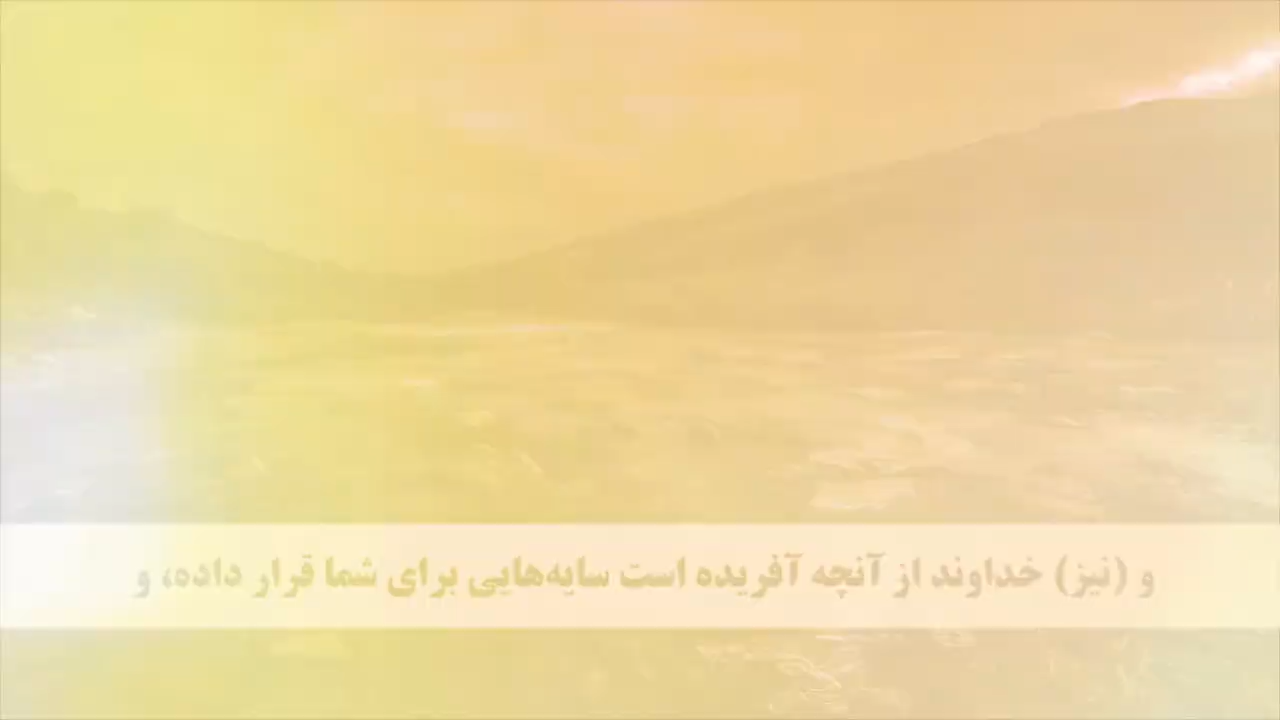 و (نیز) خداوند از آنچه آفریده است سایه‌هایی برای شما قرار داده، و